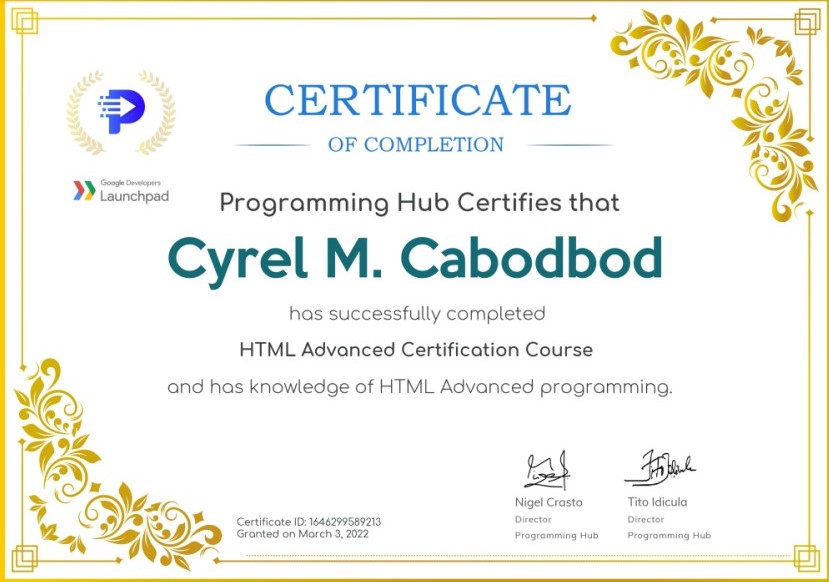 CERTIFICATE
OF COMPLETION
Google Developers
Launchpad
Programming Hub Certifies that
Cyrel M. Cabodbod
has successfully completed
HTML Advanced Certification Course
and has knowledge of HTML Advanced programming.
Nigel Crasto
Director
Programming Hub
Tito Idicula
Director
Programming Hub
Certificate ID: 1646299589213
Granted on March 3, 2022